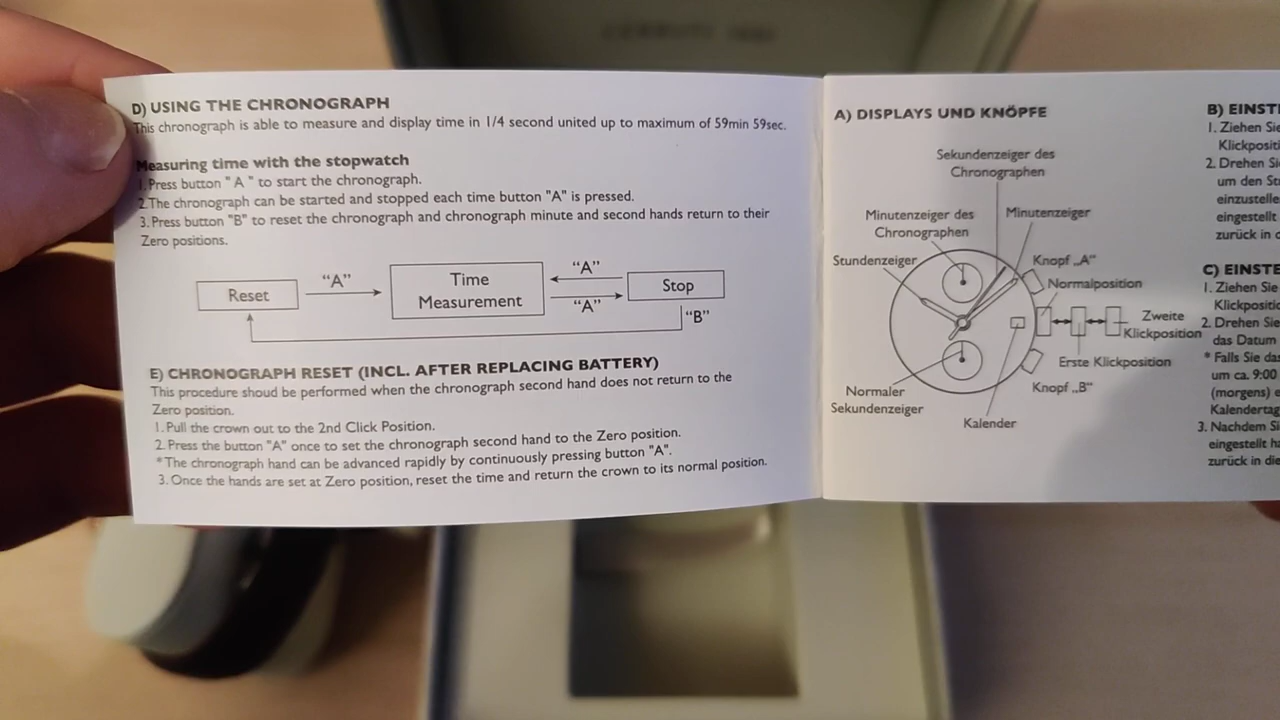 D) USING THE CHRONOGRAPH
This chronograph is able to measure and display time in 1/4 second united up to maximum of 59min 59sec.
Measuring time with the stopwatch
1. Press button " A " to start the chronograph.
2. The chronograph can be started and stopped each time button "A" is pressed.
3. Press button "B" to reset the chronograph and chronograph minute and second hands return to their
Zero positions.
Reset
"A"
Time
Measurement
"A"
"A"
Stop
"B"
E) CHRONOGRAPH RESET (INCL. AFTER REPLACING BATTERY)
This procedure shoud be performed when the chronograph second hand does not return to the
Zero position.
1. Pull the crown out to the 2nd Click Position.
2. Press the button "A" once to set the chronograph second hand to the Zero position.
* The chronograph hand can be advanced rapidly by continuously pressing button "A".
3. Once the hands are set at Zero position, reset the time and return the crown to its normal position.
A) DISPLAYS UND KNÖPFE
Sekundenzeiger des
Chronographen
Minutenzeiger des
Chronographen
Minutenzeiger
Stundenzeiger
Knopf „A"
Normalposition
Zweite
Klickposition
Erste Klickposition
Knopf „B"
Normaler
Sekundenzeiger
Kalender
B) EINST
1. Ziehen Sie
Klickposit
2. Drehen Si
um den St
einzustelle
eingestellt
zurück in
C) EINSTE
1. Ziehen Sie
Klickpositi
2. Drehen Sie
das Datum
* Falls Sie das
um ca. 9:00
(morgens)
Kalendertag
3. Nachdem Si
eingestellt ha
zurück in die